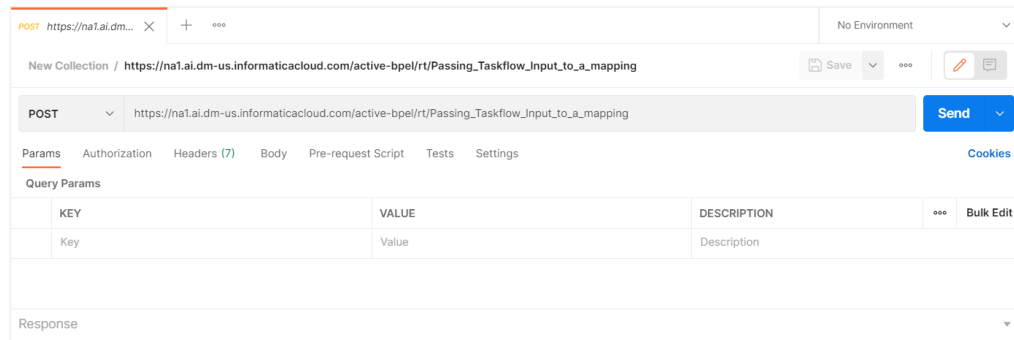 POST https://na1.ai.dm... No Environment
New Collection / https://na1.ai.dm-us.informaticacloud.com/active-bpel/rt/Passing_Taskflow_Input_to_a_mapping Save
POST https://na1.ai.dm-us.informaticacloud.com/active-bpel/rt/Passing_Taskflow_Input_to_a_mapping Send
Params Authorization Headers (7) Body Pre-request Script Tests Settings Cookies
Query Params
KEY VALUE DESCRIPTION Bulk Edit
Key Value Description
Response